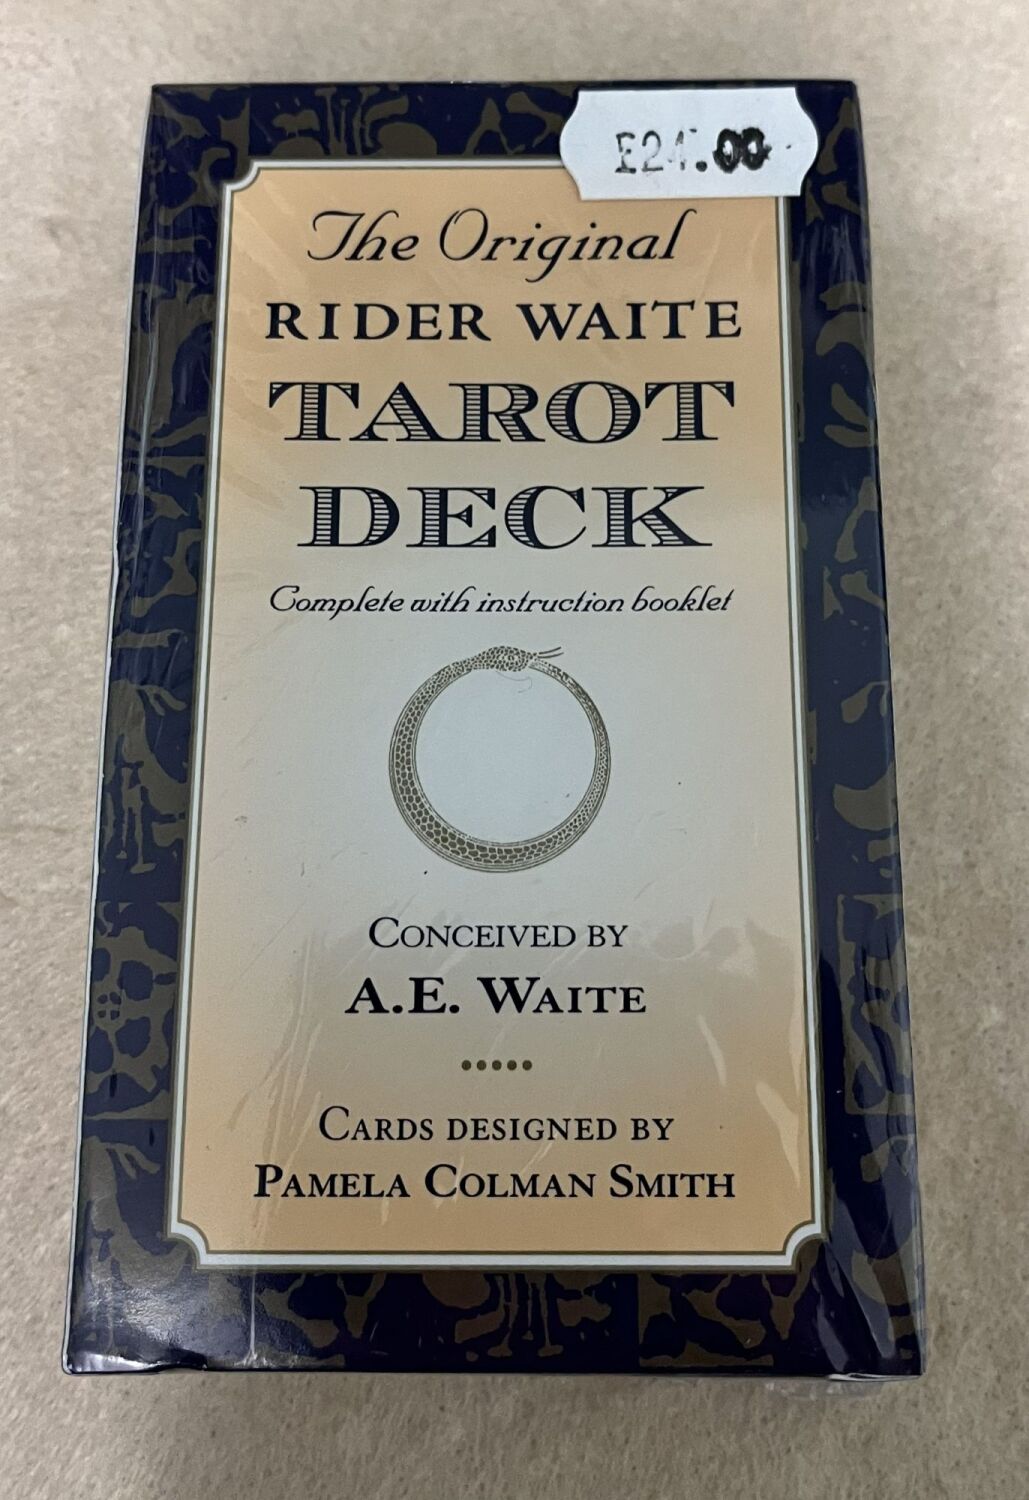 The Original
RIDER WAITE
TAROT
DECK
Complete with instruction booklet
CONCEIVED BY
A.E. WAITE
CARDS DESIGNED BY
PAMELA COLMAN SMITH